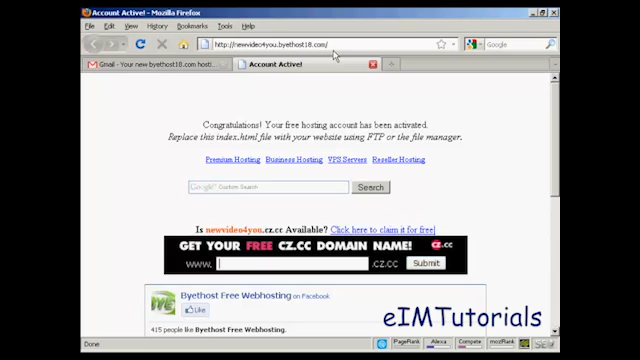 Account Active! - Mozilla Firefox
File Edit View History Bookmarks Tools Help
http://newvideo4you.byethost18.com/
Google
Gmail - Your new byethost18.com hosti...
Account Active!
Congratulations! Your free hosting account has been activated.
Replace this index.html file with your website using FTP or the file manager.
Premium Hosting Business Hosting VPS Servers Reseller Hosting
Google Custom Search
Search
Is newvideo4you.cz.cc Available? Click here to claim it for free!
GET YOUR FREE CZ.CC DOMAIN NAME! cz.cc
www. .cz.cc Submit
Byethost Free Webhosting on Facebook
Like
415 people like Byethost Free Webhosting.
eIMTutorials
Done
PageRank Alexa Compete mozRank